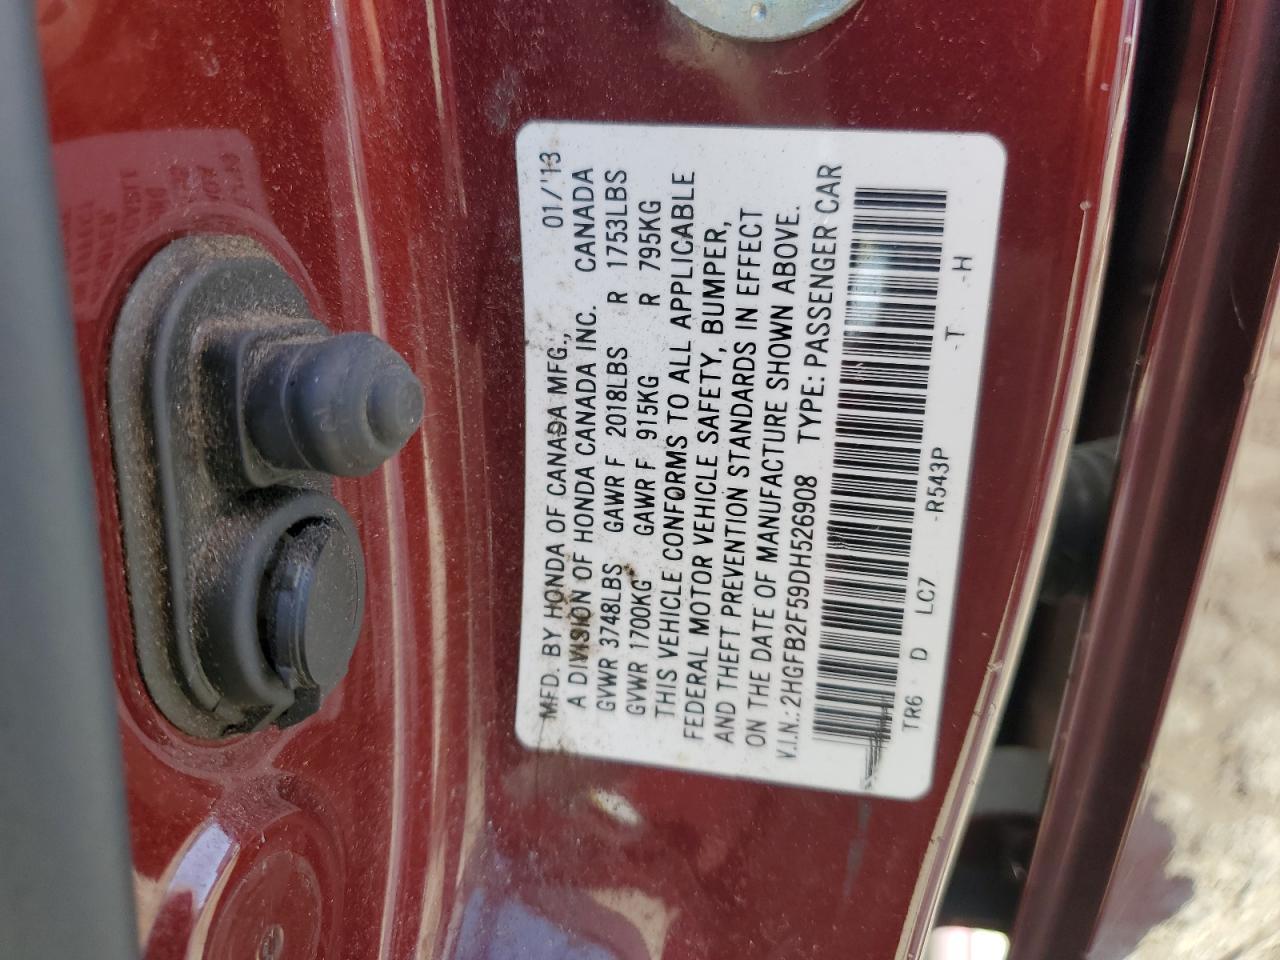 MFD. BY HONDA OF CANADA MFG., 01/'13
A DIVISION OF HONDA CANADA INC. CANADA
GVWR 3748LBS GAWR F 2018LBS R 1753LBS
GVWR 1700KG GAWR F 915KG R 795KG
THIS VEHICLE CONFORMS TO ALL APPLICABLE
FEDERAL MOTOR VEHICLE SAFETY, BUMPER,
AND THEFT PREVENTION STANDARDS IN EFFECT
ON THE DATE OF MANUFACTURE SHOWN ABOVE.
V.I.N.: 2HGFB2F59DH526908 TYPE: PASSENGER CAR
TR6 D LC7 -R543P -T -H